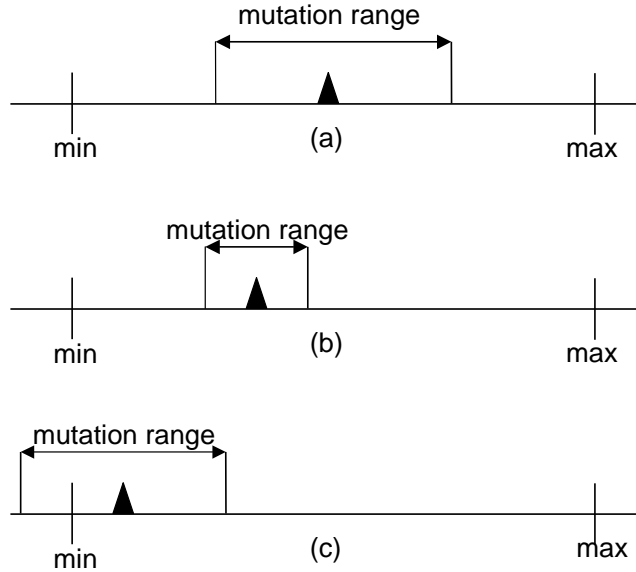 mutation range
min
(a)
max
mutation range
min
(b)
max
mutation range
min
(c)
max